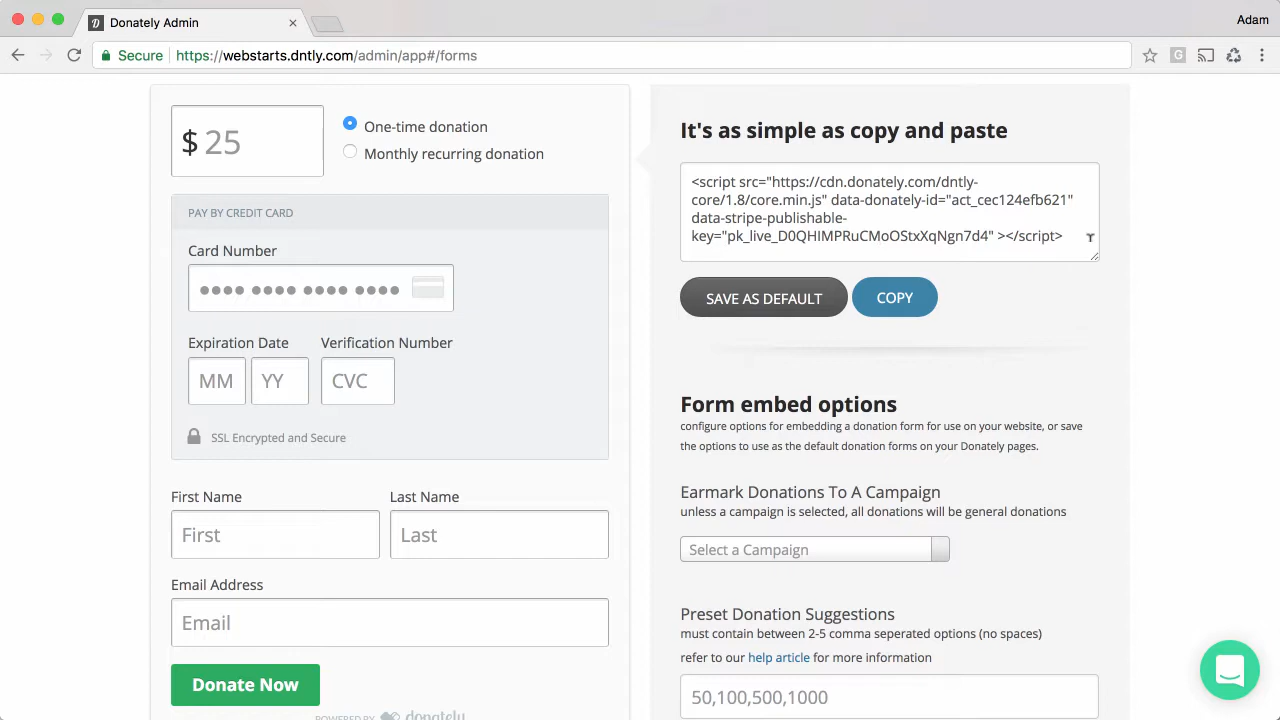 Donately Admin
Adam
Secure https://webstarts.dntly.com/admin/app#/forms
$ 25
One-time donation
Monthly recurring donation
PAY BY CREDIT CARD
Card Number
Expiration Date
Verification Number
MM
YY
CVC
SSL Encrypted and Secure
First Name
Last Name
First
Last
Email Address
Email
Donate Now
POWERED BY donately
It's as simple as copy and paste
<script src="https://cdn.donately.com/dntly-
core/1.8/core.min.js" data-donately-id="act_cec124efb621"
data-stripe-publishable-
key="pk_live_D0QHIMPRuCMoOStxXqNgn7d4" ></script>
SAVE AS DEFAULT
COPY
Form embed options
configure options for embedding a donation form for use on your website, or save
the options to use as the default donation forms on your Donately pages.
Earmark Donations To A Campaign
unless a campaign is selected, all donations will be general donations
Select a Campaign
Preset Donation Suggestions
must contain between 2-5 comma seperated options (no spaces)
refer to our help article for more information
50,100,500,1000